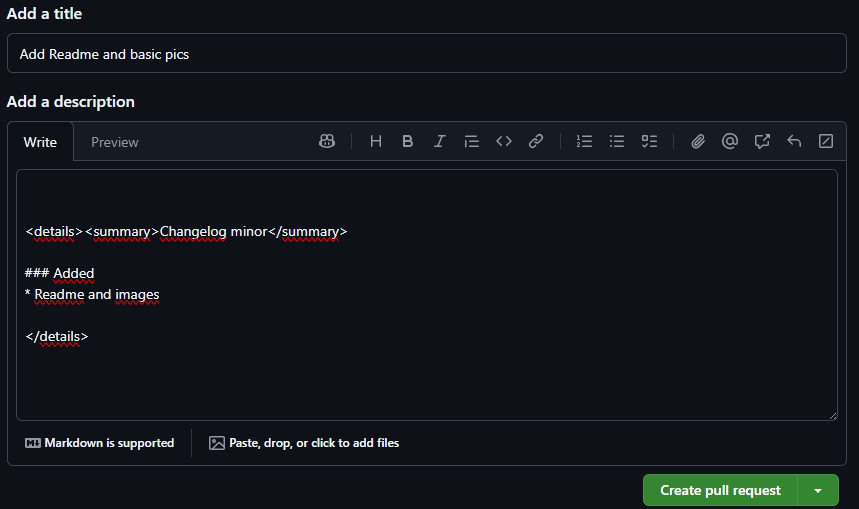 Add a title
Add Readme and basic pics
Add a description
Write Preview
<details><summary>Changelog minor</summary>
### Added
* Readme and images
</details>
Markdown is supported Paste, drop, or click to add files
Create pull request